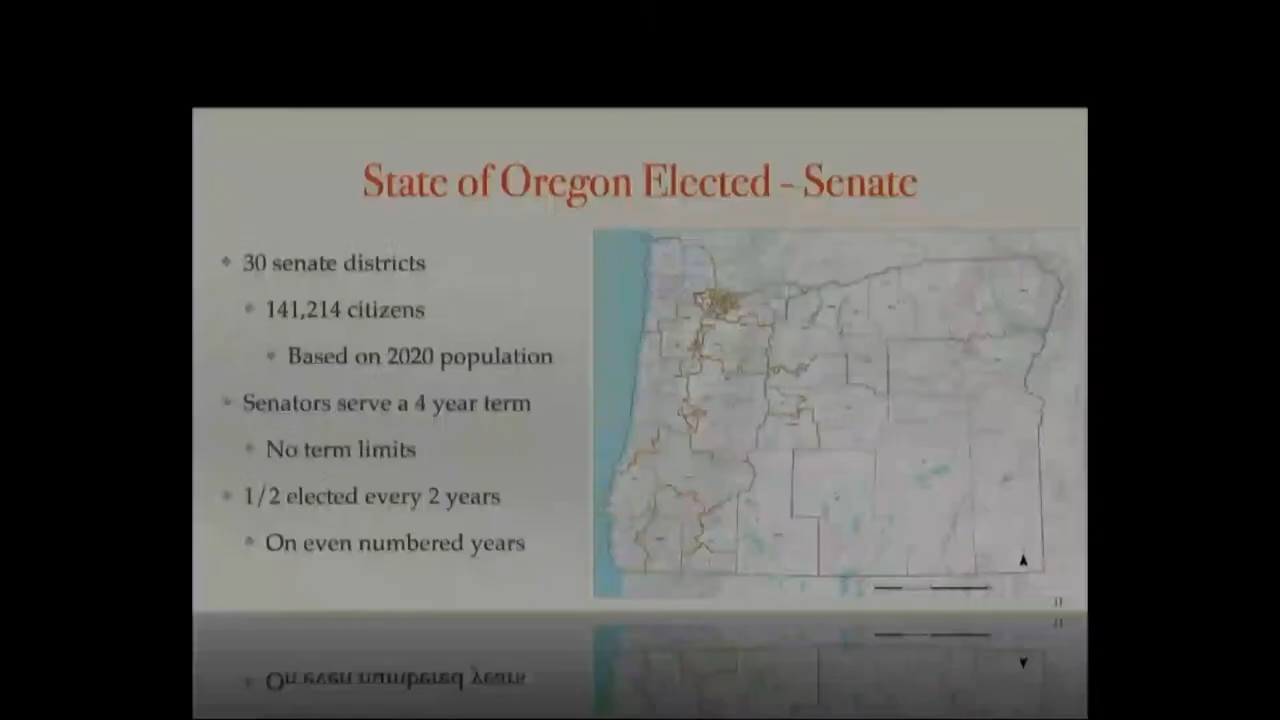 State of Oregon Elected - Senate
30 senate districts
141,214 citizens
Based on 2020 population
Senators serve a 4 year term
No term limits
1/2 elected every 2 years
On even numbered years
11